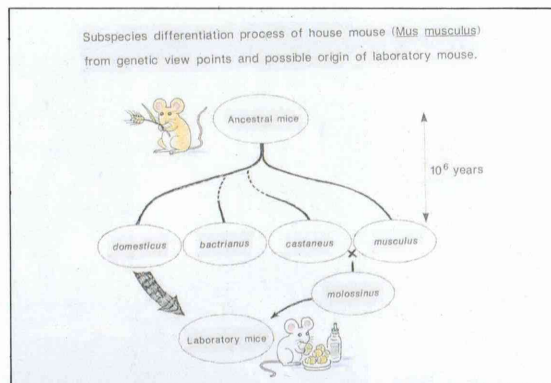 Subspecies differentiation process of house mouse (Mus musculus)
from genetic view points and possible origin of laboratory mouse.
Ancestral mice
10⁶ years
domesticus
bactrianus
castaneus
musculus
×
molossinus
Laboratory mice